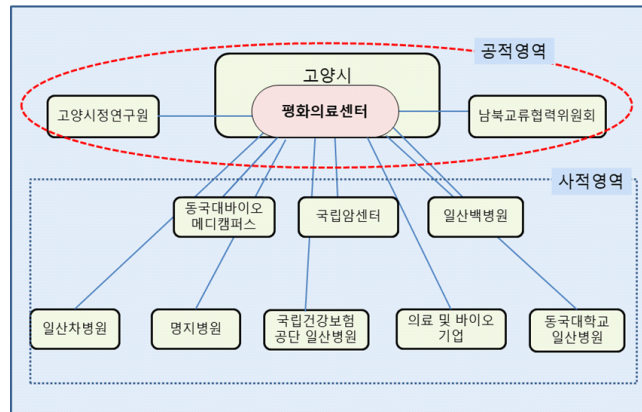 공적영역
고양시
평화의료센터
고양시정연구원
남북교류협력위원회
사적영역
동국대바이오
메디캠퍼스
국립암센터
일산백병원
일산차병원
명지병원
국립건강보험
공단 일산병원
의료 및 바이오
기업
동국대학교
일산병원